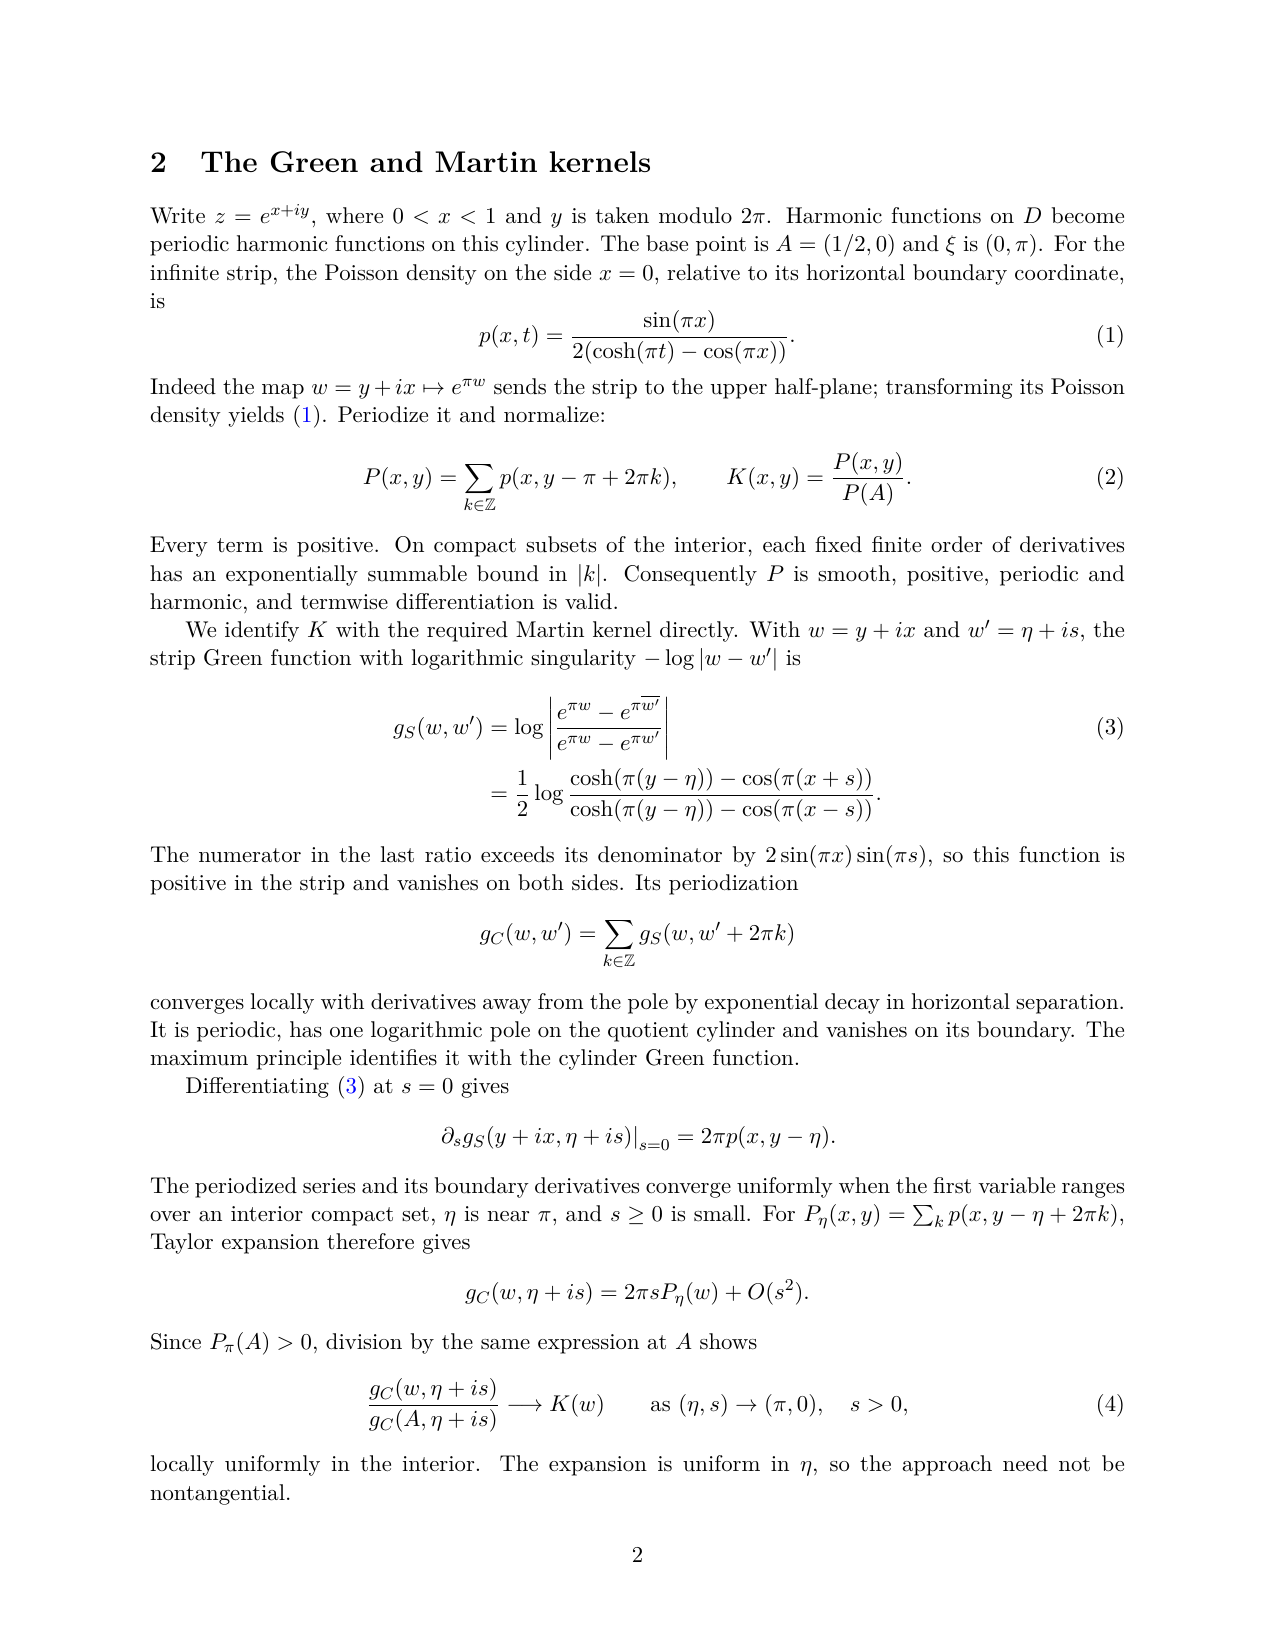 2 The Green and Martin kernels
Write z = e^{x+iy}, where 0 < x < 1 and y is taken modulo 2π. Harmonic functions on D become
periodic harmonic functions on this cylinder. The base point is A = (1/2, 0) and ξ is (0, π). For the
infinite strip, the Poisson density on the side x = 0, relative to its horizontal boundary coordinate,
is
p(x, t) = \frac{\sin(πx)}{2(\cosh(πt) − \cos(πx))}. (1)
Indeed the map w = y + ix ↦ e^{πw} sends the strip to the upper half-plane; transforming its Poisson
density yields (1). Periodize it and normalize:
P(x, y) = \sum_{k∈ℤ} p(x, y − π + 2πk), K(x, y) = \frac{P(x, y)}{P(A)}. (2)
Every term is positive. On compact subsets of the interior, each fixed finite order of derivatives
has an exponentially summable bound in |k|. Consequently P is smooth, positive, periodic and
harmonic, and termwise differentiation is valid.
We identify K with the required Martin kernel directly. With w = y + ix and w′ = η + is, the
strip Green function with logarithmic singularity − log |w − w′| is
g_S(w, w′) = \log \left| \frac{e^{πw} − e^{π\overline{w′}}}{e^{πw} − e^{πw′}} \right| (3)
= \frac{1}{2} \log \frac{\cosh(π(y − η)) − \cos(π(x + s))}{\cosh(π(y − η)) − \cos(π(x − s))}.
The numerator in the last ratio exceeds its denominator by 2 sin(πx) sin(πs), so this function is
positive in the strip and vanishes on both sides. Its periodization
g_C(w, w′) = \sum_{k∈ℤ} g_S(w, w′ + 2πk)
converges locally with derivatives away from the pole by exponential decay in horizontal separation.
It is periodic, has one logarithmic pole on the quotient cylinder and vanishes on its boundary. The
maximum principle identifies it with the cylinder Green function.
Differentiating (3) at s = 0 gives
∂_s g_S(y + ix, η + is)|_{s=0} = 2πp(x, y − η).
The periodized series and its boundary derivatives converge uniformly when the first variable ranges
over an interior compact set, η is near π, and s ≥ 0 is small. For P_η(x, y) = \sum_k p(x, y − η + 2πk),
Taylor expansion therefore gives
g_C(w, η + is) = 2πsP_η(w) + O(s^2).
Since P_π(A) > 0, division by the same expression at A shows
\frac{g_C(w, η + is)}{g_C(A, η + is)} ⟶ K(w) as (η, s) → (π, 0), s > 0, (4)
locally uniformly in the interior. The expansion is uniform in η, so the approach need not be
nontangential.
2